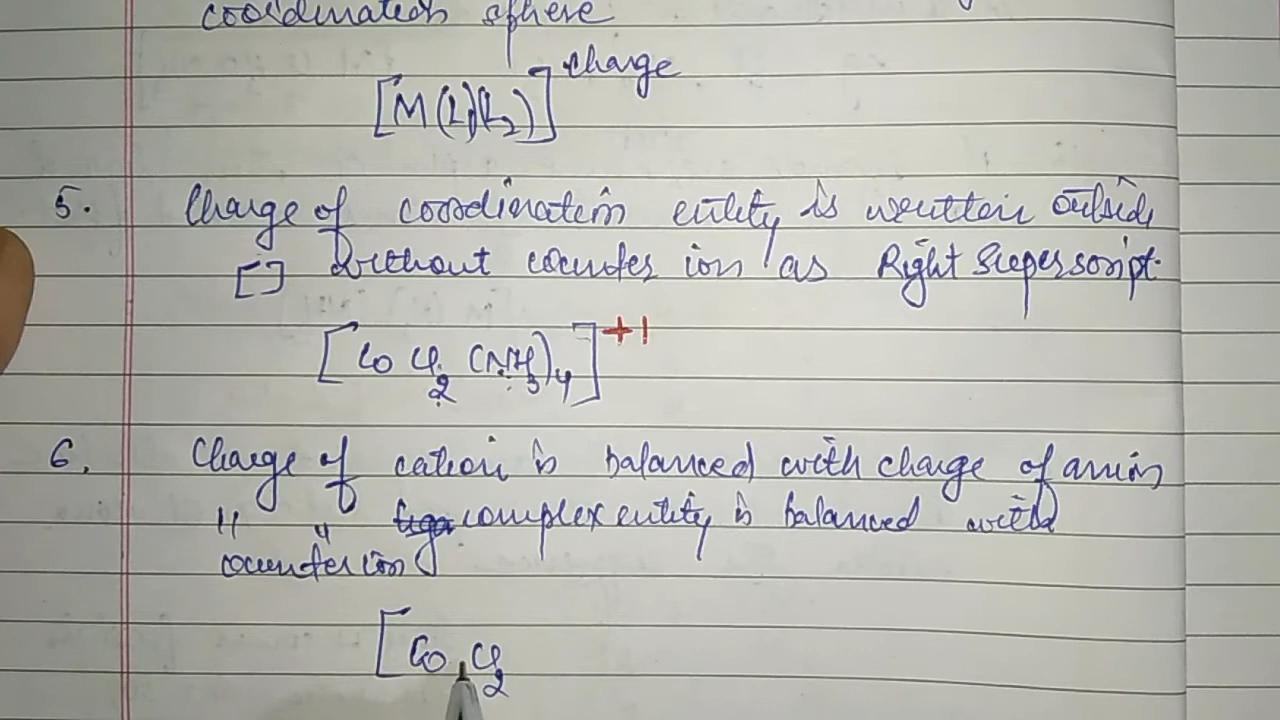 coordination sphere
[M(L1)(L2)]charge
5. Charge of coordination entity is written outside
[ ] without counter ion as Right Superscript.
[Co Cl2 (NH3)4]+1
6. Charge of cation is balanced with charge of anion
" " complex entity is balanced with
counter ion
[Co Cl2